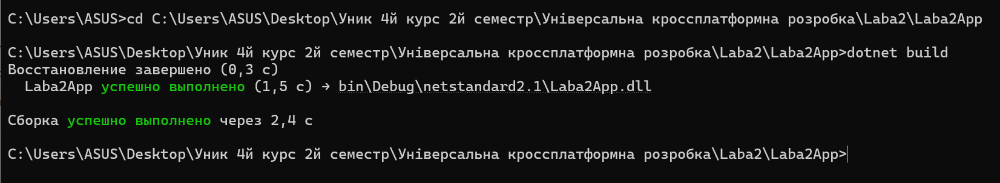 C:\Users\ASUS>cd C:\Users\ASUS\Desktop\Уник 4й курс 2й семестр\Універсальна кроссплатформна розробка\Laba2\Laba2App
C:\Users\ASUS\Desktop\Уник 4й курс 2й семестр\Універсальна кроссплатформна розробка\Laba2\Laba2App>dotnet build
Восстановление завершено (0,3 с)
Laba2App успешно выполнено (1,5 с) → bin\Debug\netstandard2.1\Laba2App.dll
Сборка успешно выполнено через 2,4 с
C:\Users\ASUS\Desktop\Уник 4й курс 2й семестр\Універсальна кроссплатформна розробка\Laba2\Laba2App>